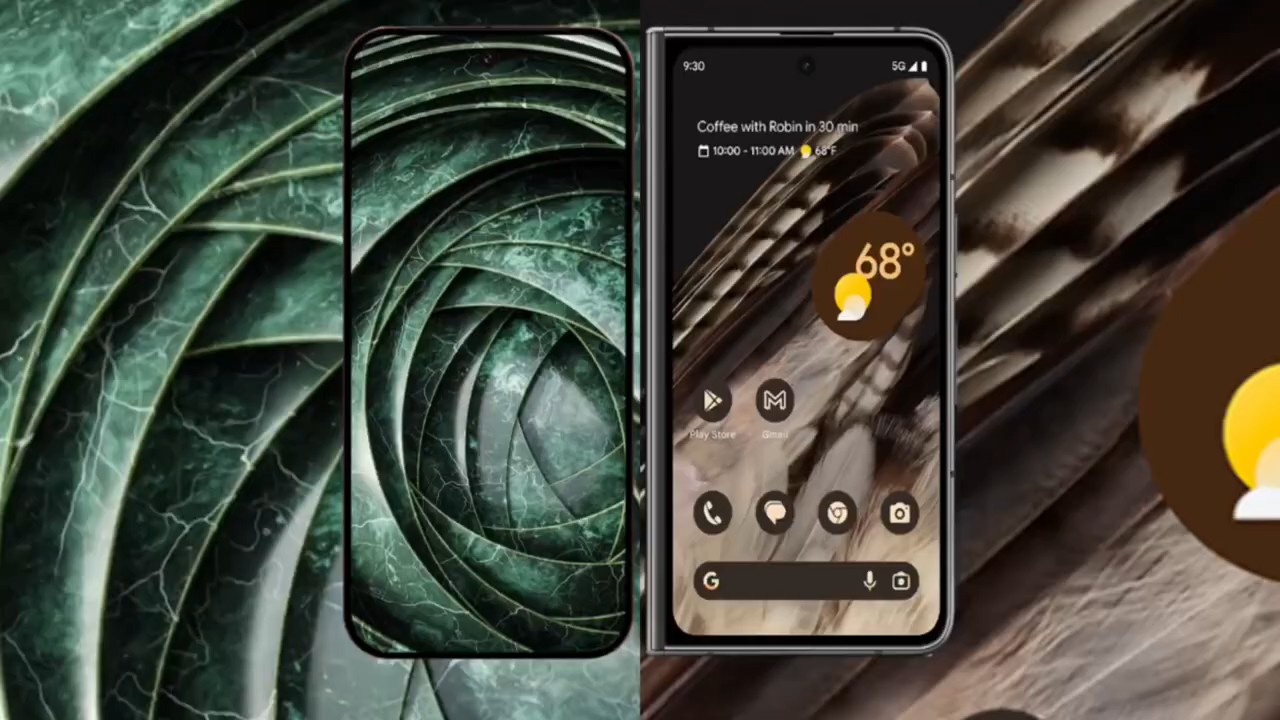 9:30
5G
Coffee with Robin in 30 min
10:00 - 11:00 AM 68°F
68°
Play Store
Gmail
G